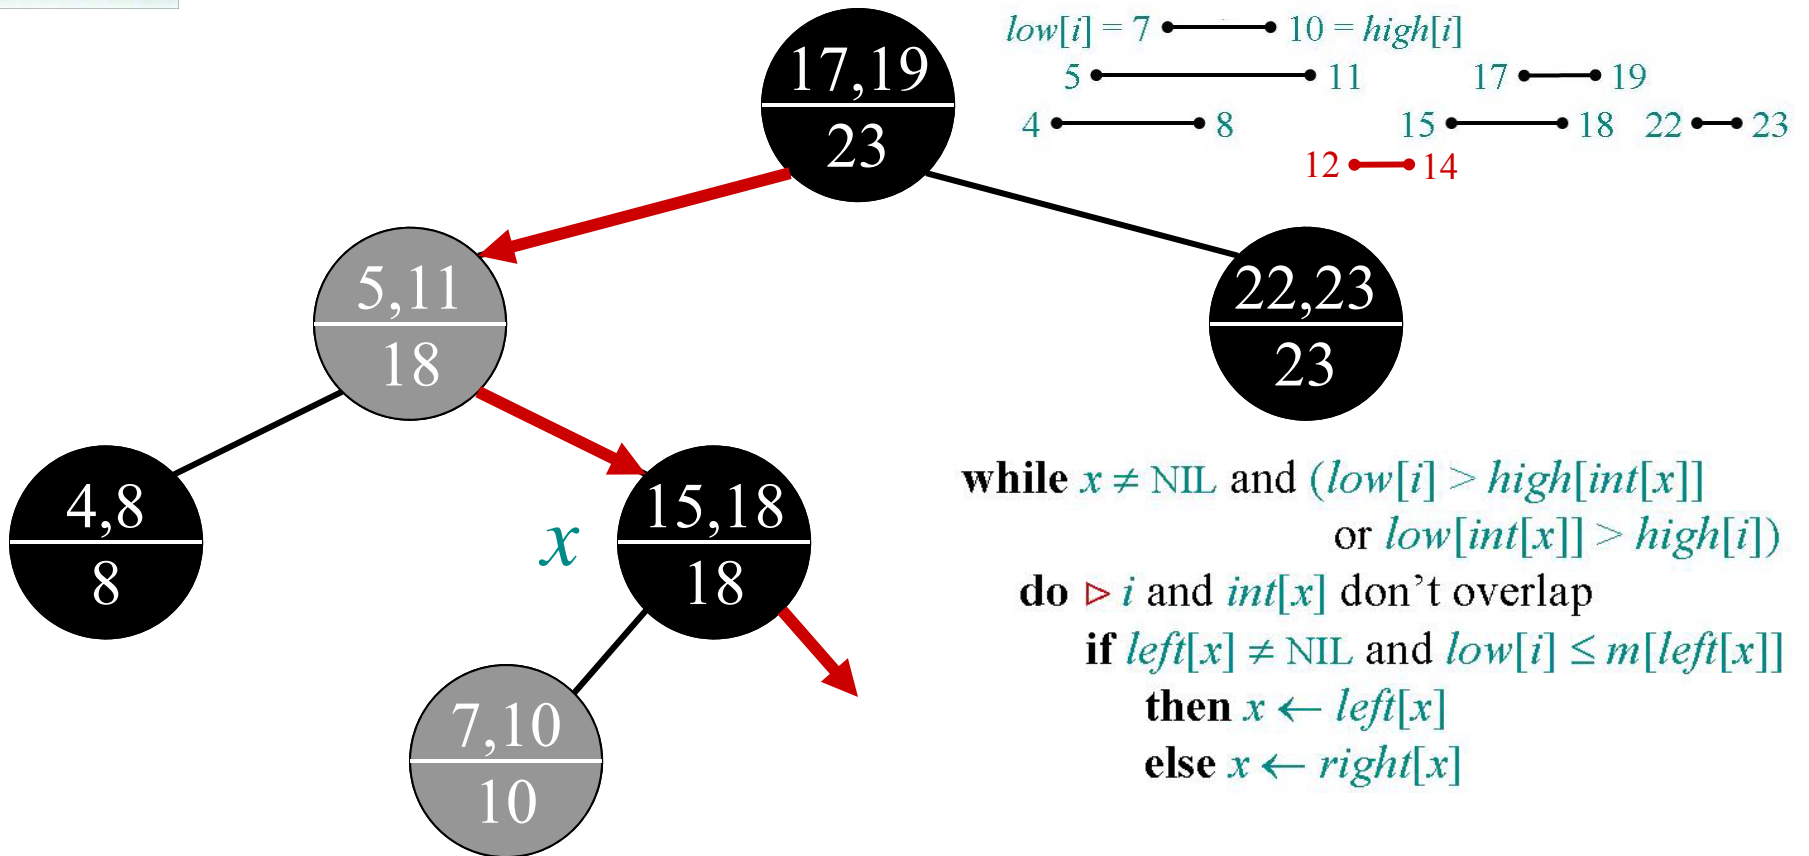 low[i] = 7 10 = high[i]
5 11 17 19
4 8 15 18 22 23
12 14
17,19
23
5,11
18
22,23
23
4,8
8
x
15,18
18
7,10
10
while x ≠ NIL and (low[i] > high[int[x]]
or low[int[x]] > high[i])
do ▷ i and int[x] don’t overlap
if left[x] ≠ NIL and low[i] ≤ m[left[x]]
then x ← left[x]
else x ← right[x]